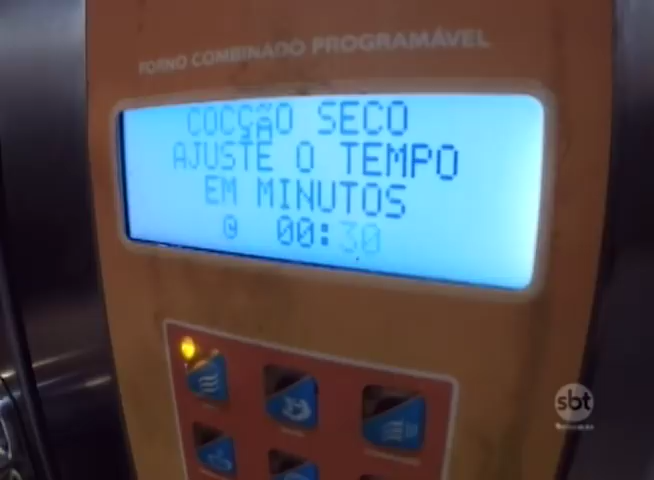 FORNO COMBINADO PROGRAMÁVEL
COCÇÃO SECO
AJUSTE O TEMPO
EM MINUTOS
00:30
sbt